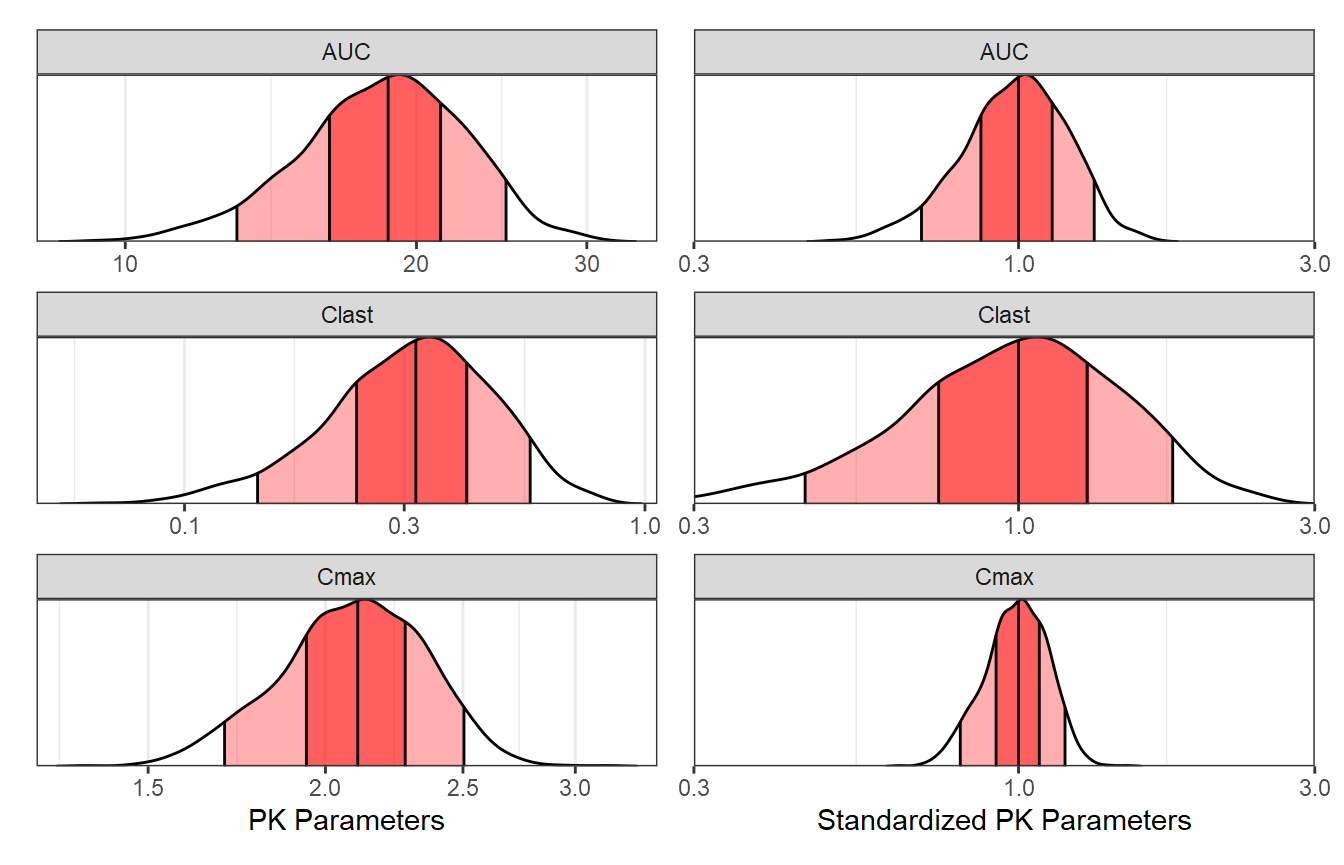 AUC AUC
10 20 30 0.3 1.0 3.0
Clast Clast
0.1 0.3 1.0 0.3 1.0 3.0
Cmax Cmax
1.5 2.0 2.5 3.0 0.3 1.0 3.0
PK Parameters Standardized PK Parameters